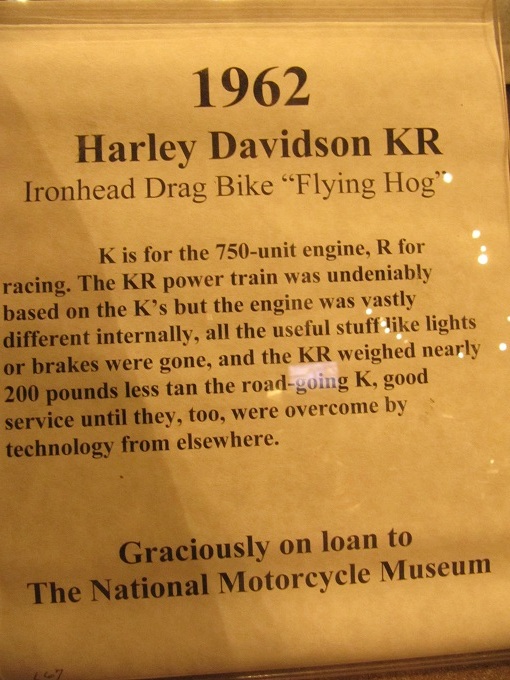 1962
Harley Davidson KR
Ironhead Drag Bike “Flying Hog”
K is for the 750-unit engine, R for
racing. The KR power train was undeniably
based on the K’s but the engine was vastly
different internally, all the useful stuff like lights
or brakes were gone, and the KR weighed nearly
200 pounds less tan the road-going K, good
service until they, too, were overcome by
technology from elsewhere.
Graciously on loan to
The National Motorcycle Museum